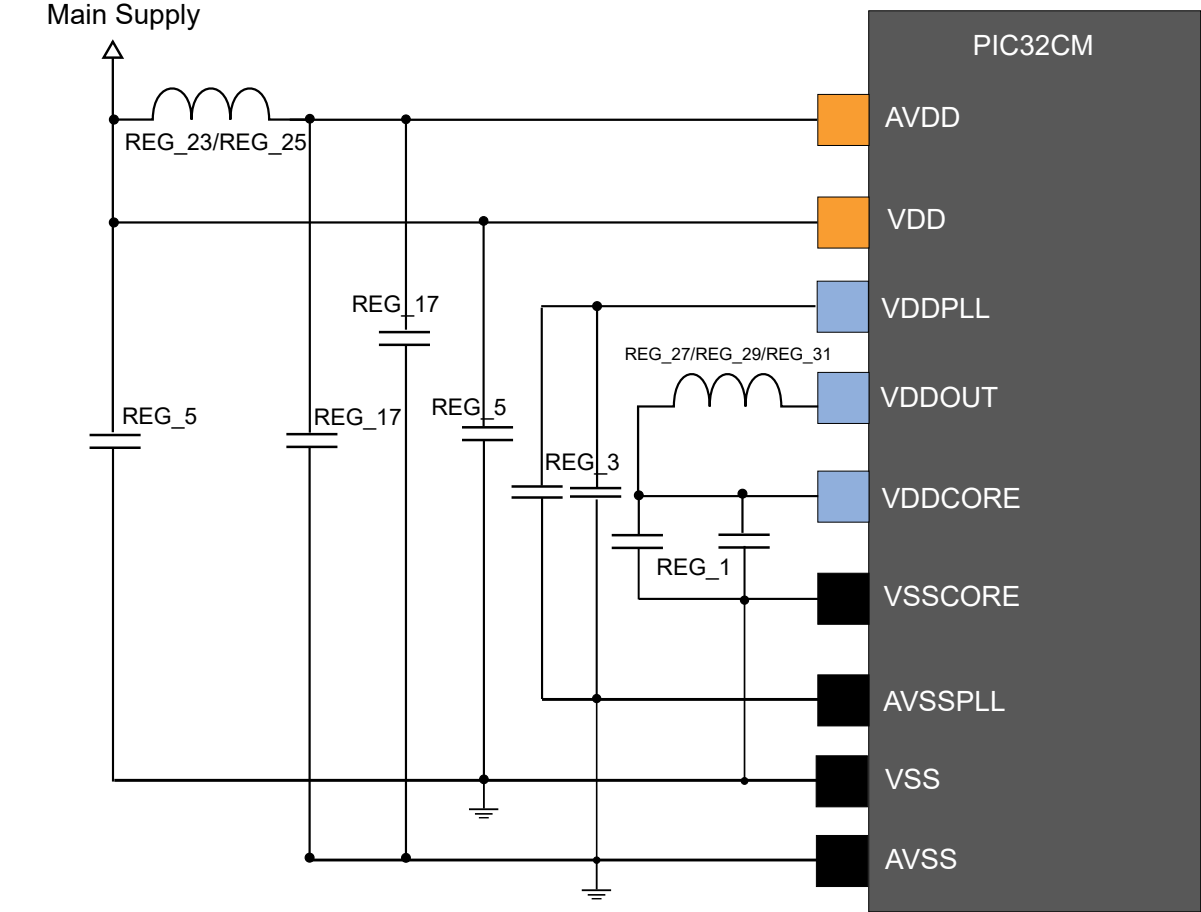 Main Supply
PIC32CM
AVDD
REG_23/REG_25
VDD
REG_17
VDDPLL
REG_27/REG_29/REG_31
VDDOUT
REG_5
REG_17
REG_5
REG_3
VDDCORE
REG_1
VSSCORE
AVSSPLL
VSS
AVSS